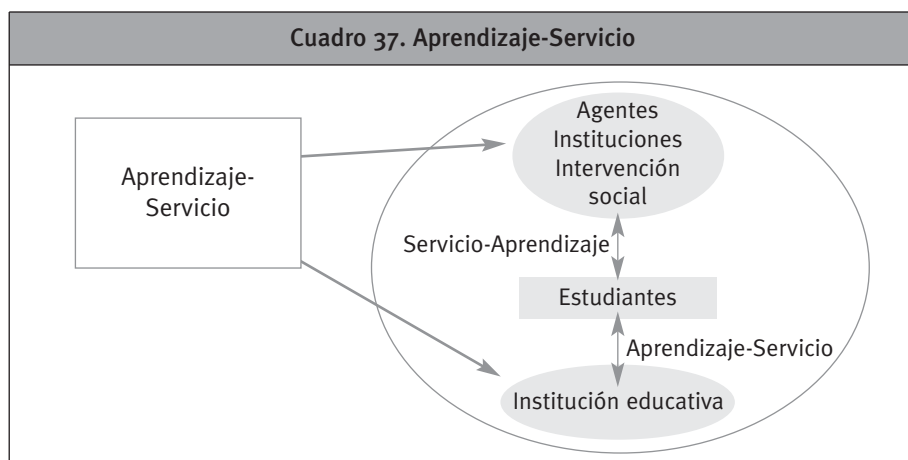 Cuadro 37. Aprendizaje-Servicio
Aprendizaje-
Servicio
Agentes
Instituciones
Intervención
social
Servicio-Aprendizaje
Estudiantes
Aprendizaje-Servicio
Institución educativa